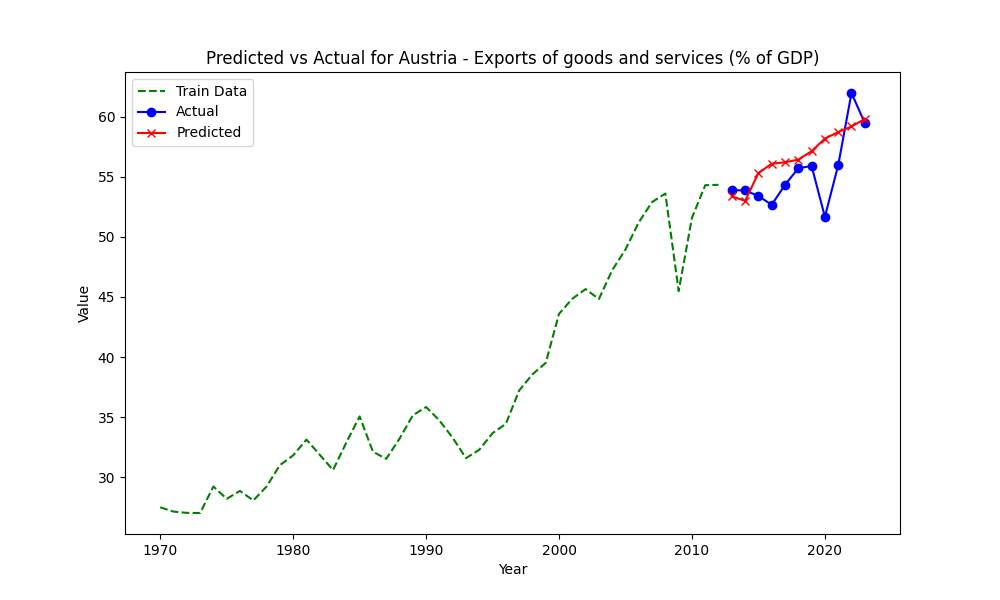 Predicted vs Actual for Austria - Exports of goods and services (% of GDP)
Train Data
Actual
Predicted
Value
60
55
50
45
40
35
30
1970
1980
1990
2000
2010
2020
Year